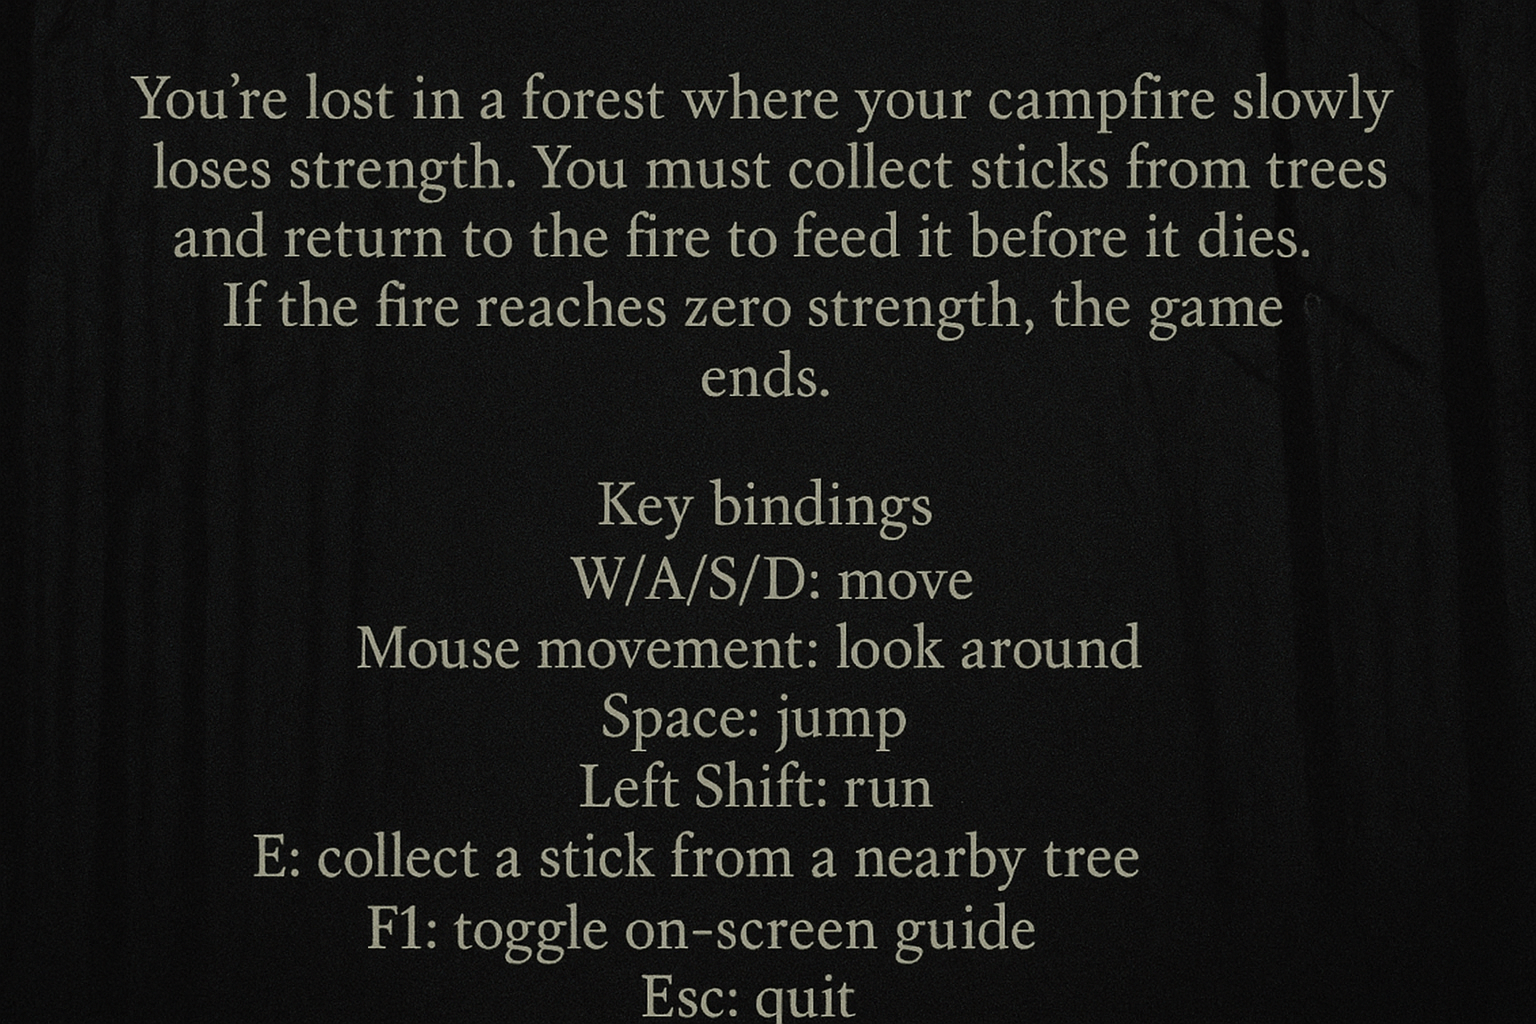 You’re lost in a forest where your campfire slowly
loses strength. You must collect sticks from trees
and return to the fire to feed it before it dies.
If the fire reaches zero strength, the game
ends.
Key bindings
W/A/S/D: move
Mouse movement: look around
Space: jump
Left Shift: run
E: collect a stick from a nearby tree
F1: toggle on-screen guide
Esc: quit